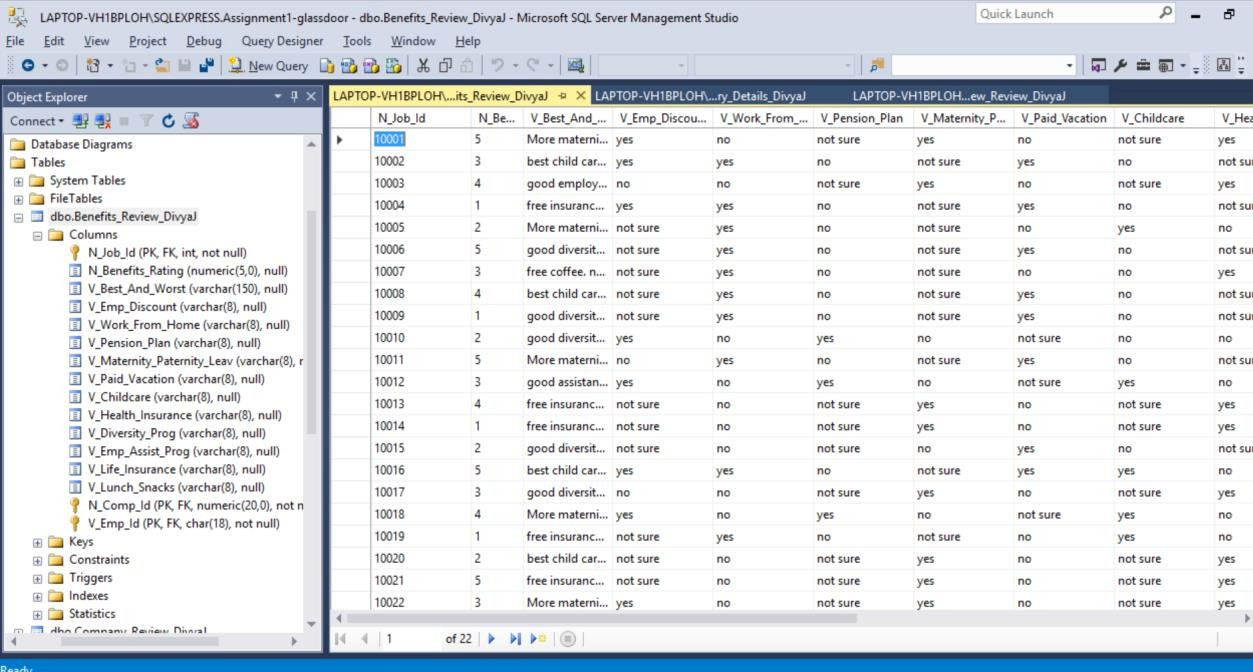 LAPTOP-VH1BPLOH\SQLEXPRESS.Assignment1-glassdoor - dbo.Benefits_Review_DivyaJ - Microsoft SQL Server Management Studio
Quick Launch
File Edit View Project Debug Query Designer Tools Window Help
New Query
Object Explorer
LAPTOP-VH1BPLOH\...its_Review_DivyaJ LAPTOP-VH1BPLOH\...ry_Details_DivyaJ LAPTOP-VH1BPLOH...ew_Review_DivyaJ
Connect
Database Diagrams
Tables
System Tables
FileTables
dbo.Benefits_Review_DivyaJ
Columns
N_Job_Id (PK, FK, int, not null)
N_Benefits_Rating (numeric(5,0), null)
V_Best_And_Worst (varchar(150), null)
V_Emp_Discount (varchar(8), null)
V_Work_From_Home (varchar(8), null)
V_Pension_Plan (varchar(8), null)
V_Maternity_Paternity_Leav (varchar(8), r
V_Paid_Vacation (varchar(8), null)
V_Childcare (varchar(8), null)
V_Health_Insurance (varchar(8), null)
V_Diversity_Prog (varchar(8), null)
V_Emp_Assist_Prog (varchar(8), null)
V_Life_Insurance (varchar(8), null)
V_Lunch_Snacks (varchar(8), null)
N_Comp_Id (PK, FK, numeric(20,0), not n
V_Emp_Id (PK, FK, char(18), not null)
Keys
Constraints
Triggers
Indexes
Statistics
dbo.Company_Review_DivyaJ
N_Job_Id N_Be... V_Best_And_... V_Emp_Discou... V_Work_From_... V_Pension_Plan V_Maternity_P... V_Paid_Vacation V_Childcare V_Hea
10001 5 More materni... yes no not sure yes no not sure yes
10002 3 best child car... yes yes no not sure yes no not su
10003 4 good employ... no no not sure yes no not sure yes
10004 1 free insuranc... yes yes no not sure yes no not su
10005 2 More materni... not sure yes no not sure no yes no
10006 5 good diversit... not sure yes no not sure yes no not su
10007 3 free coffee. n... not sure yes no not sure no no yes
10008 4 best child car... not sure yes no not sure yes no not su
10009 1 good diversit... not sure yes no not sure yes no not su
10010 2 good diversit... yes no yes no not sure no no
10011 5 More materni... no yes no not sure yes no not su
10012 3 good assistan... yes no yes no not sure yes no
10013 4 free insuranc... not sure no not sure yes no not sure yes
10014 1 free insuranc... not sure no not sure yes no not sure yes
10015 2 good diversit... not sure no no not sure yes no not su
10016 5 best child car... yes yes no not sure yes yes no
10017 3 good diversit... no no not sure yes no not sure yes
10018 4 More materni... yes no yes no not sure yes no
10019 1 free insuranc... not sure yes no not sure no yes no
10020 2 best child car... not sure no not sure yes no not sure yes
10021 5 free insuranc... not sure no not sure yes no not sure yes
10022 3 More materni... yes no not sure yes no not sure yes
1 of 22
Ready